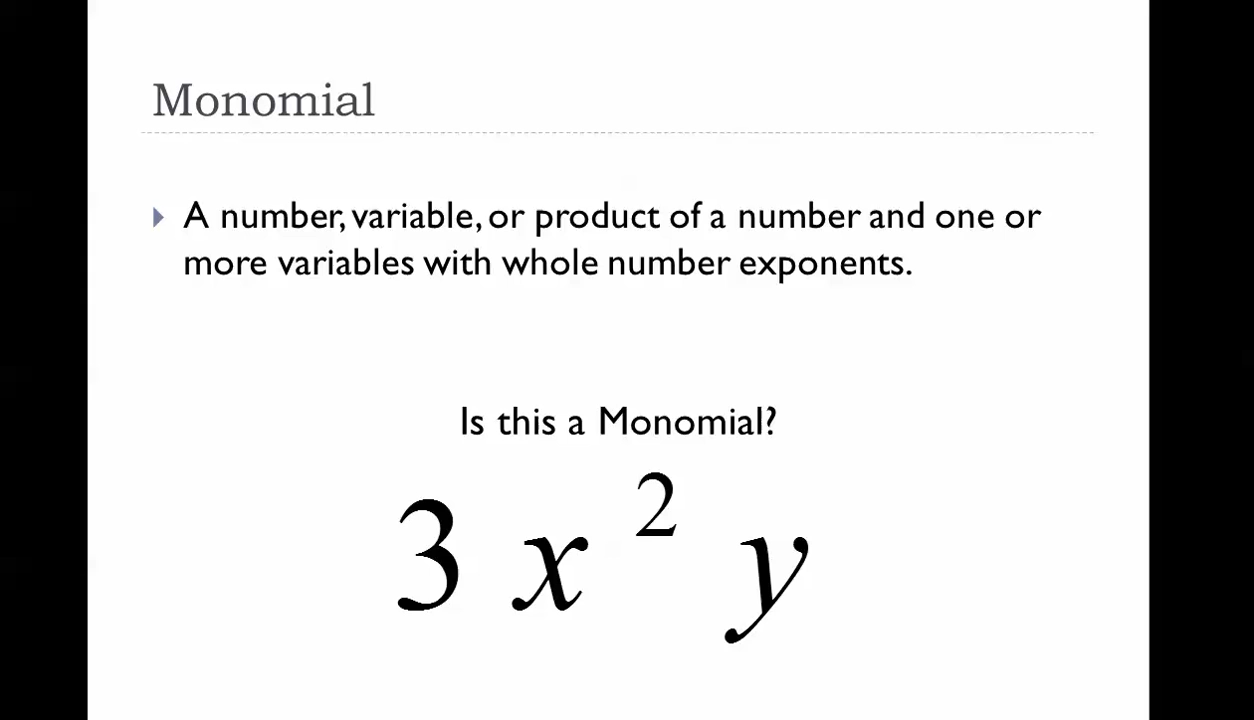 Monomial
A number, variable, or product of a number and one or
more variables with whole number exponents.
Is this a Monomial?
3 x² y